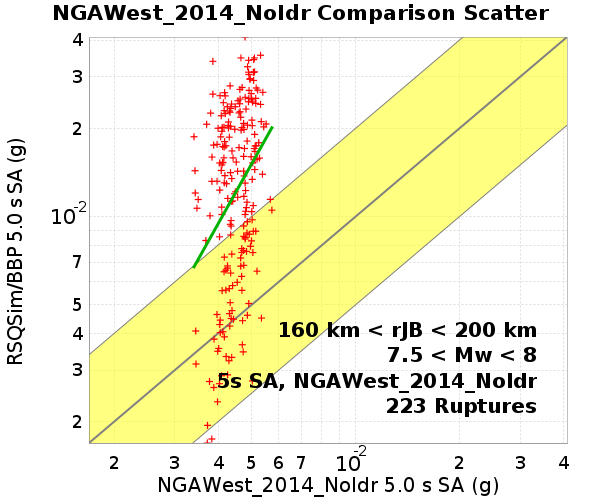 NGAWest_2014_NoIdr Comparison Scatter
RSQSim/BBP 5.0 s SA (g)
4
3
2
10-2
7
5
4
3
2
160 km < rJB < 200 km
7.5 < Mw < 8
5s SA, NGAWest_2014_NoIdr
223 Ruptures
2 3 4 5 6 7 10-2 2 3 4
NGAWest_2014_NoIdr 5.0 s SA (g)